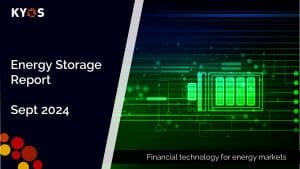 KYOS
Energy Storage
Report
Sept 2024
Financial technology for energy markets